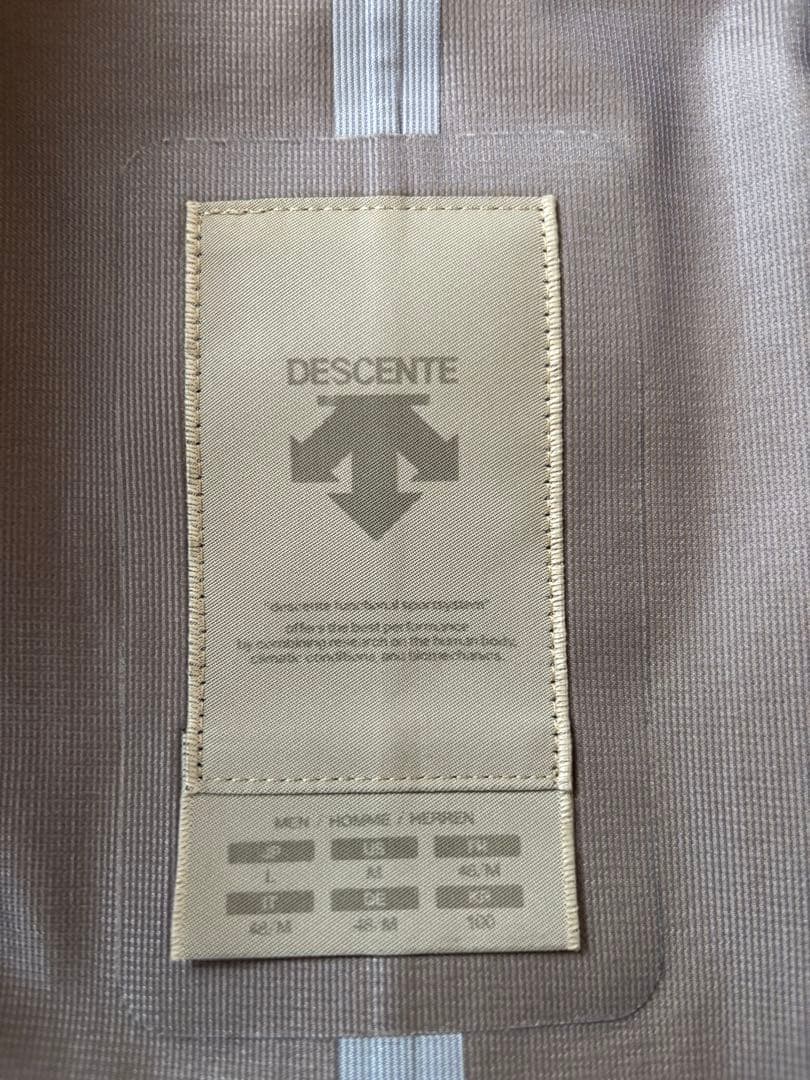 DESCENTE
"descente functional sportsystem"
offers the best performance
by combining research on the human body,
climatic conditions, and biomechanics.
MEN / HOMME / HERREN
JP US FR
L M 48/M
IT DE KR
48/M 48/M 100